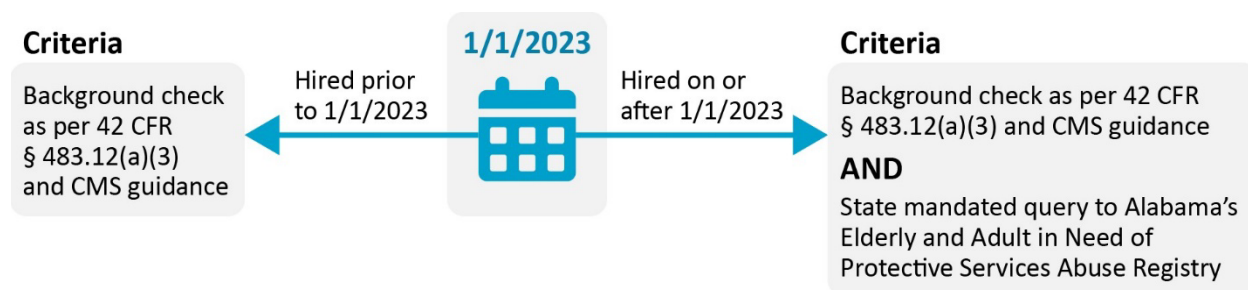 Criteria
Background check
as per 42 CFR
§ 483.12(a)(3)
and CMS guidance
Hired prior
to 1/1/2023
1/1/2023
Hired on or
after 1/1/2023
Criteria
Background check as per 42 CFR
§ 483.12(a)(3) and CMS guidance
AND
State mandated query to Alabama’s
Elderly and Adult in Need of
Protective Services Abuse Registry